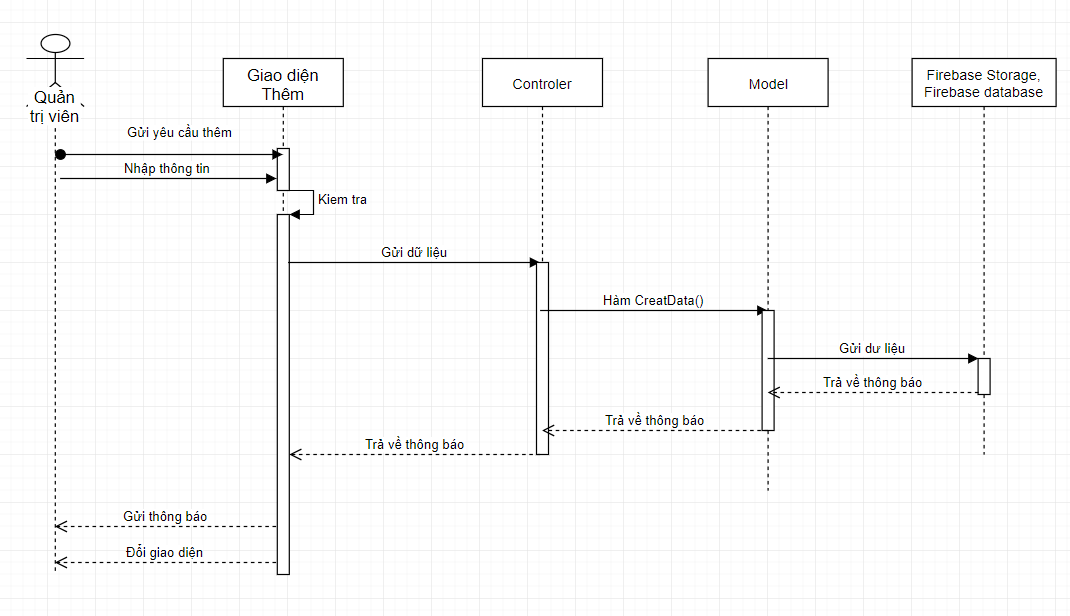 Quản
trị viên
Giao diện
Thêm
Controler
Model
Firebase Storage,
Firebase database
Gửi yêu cầu thêm
Nhập thông tin
Kiem tra
Gửi dữ liệu
Hàm CreatData()
Gửi dư liệu
Trả về thông báo
Trả về thông báo
Trả về thông báo
Gửi thông báo
Đổi giao diện